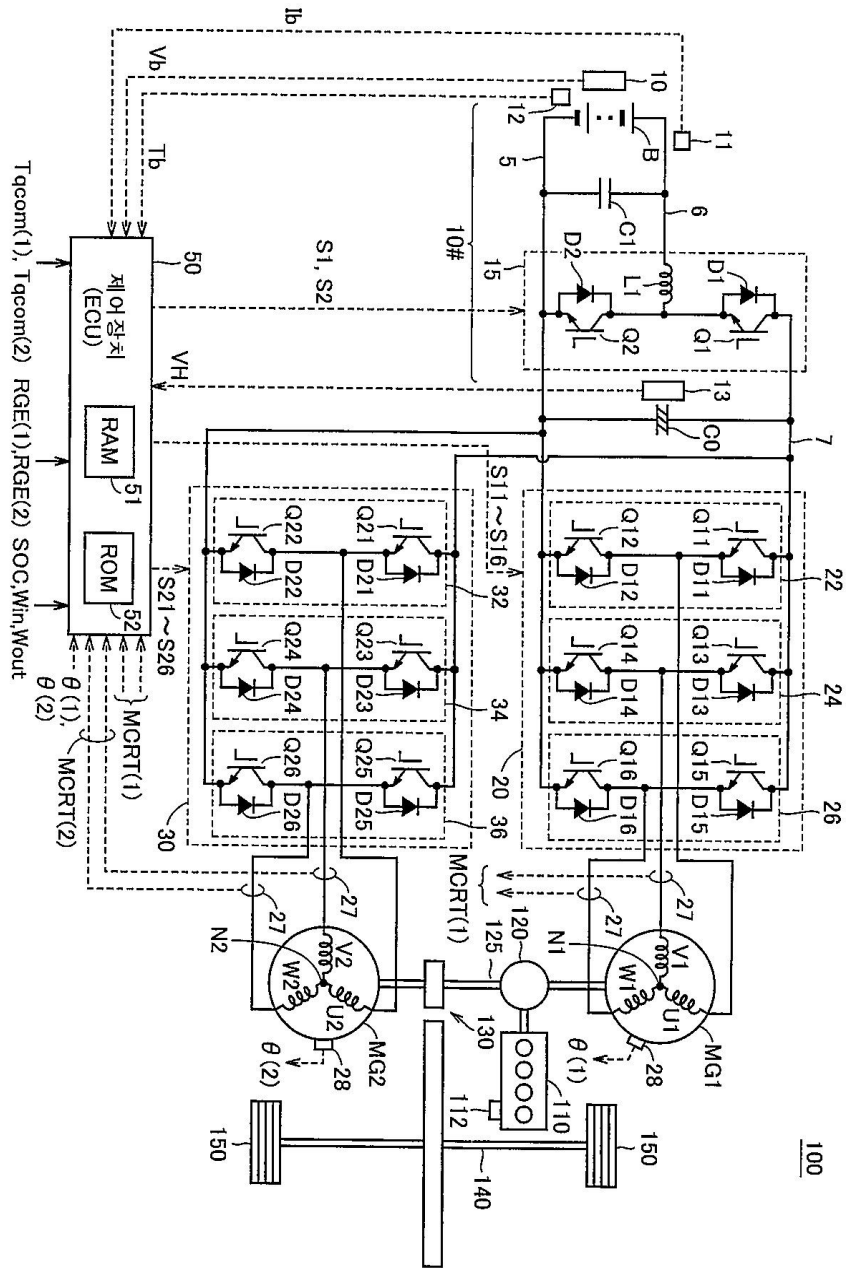 100
10#
15
20
22
24
26
Ib
Vb
Tb
10
11
12
B
5
6
C1
L1
D1
Q1
D2
Q2
13
C0
7
S1, S2
VH
S11~S16
S21~S26
Q11
D11
Q12
D12
Q13
D13
Q14
D14
Q15
D15
Q16
D16
Q21
D21
Q22
D22
32
Q23
D23
Q24
D24
34
Q25
D25
Q26
D26
36
30
50
제어장치
(ECU)
RAM
51
ROM
52
Tqcom(1), Tqcom(2)
RGE(1),RGE(2)
SOC,Win,Wout
MCRT(1)
θ(1),
θ(2)
MCRT(2)
MCRT(1)
27
27
27
27
N1
V1
W1
U1
MG1
28
θ(1)
N2
V2
W2
U2
MG2
28
θ(2)
120
125
130
110
112
140
150
150